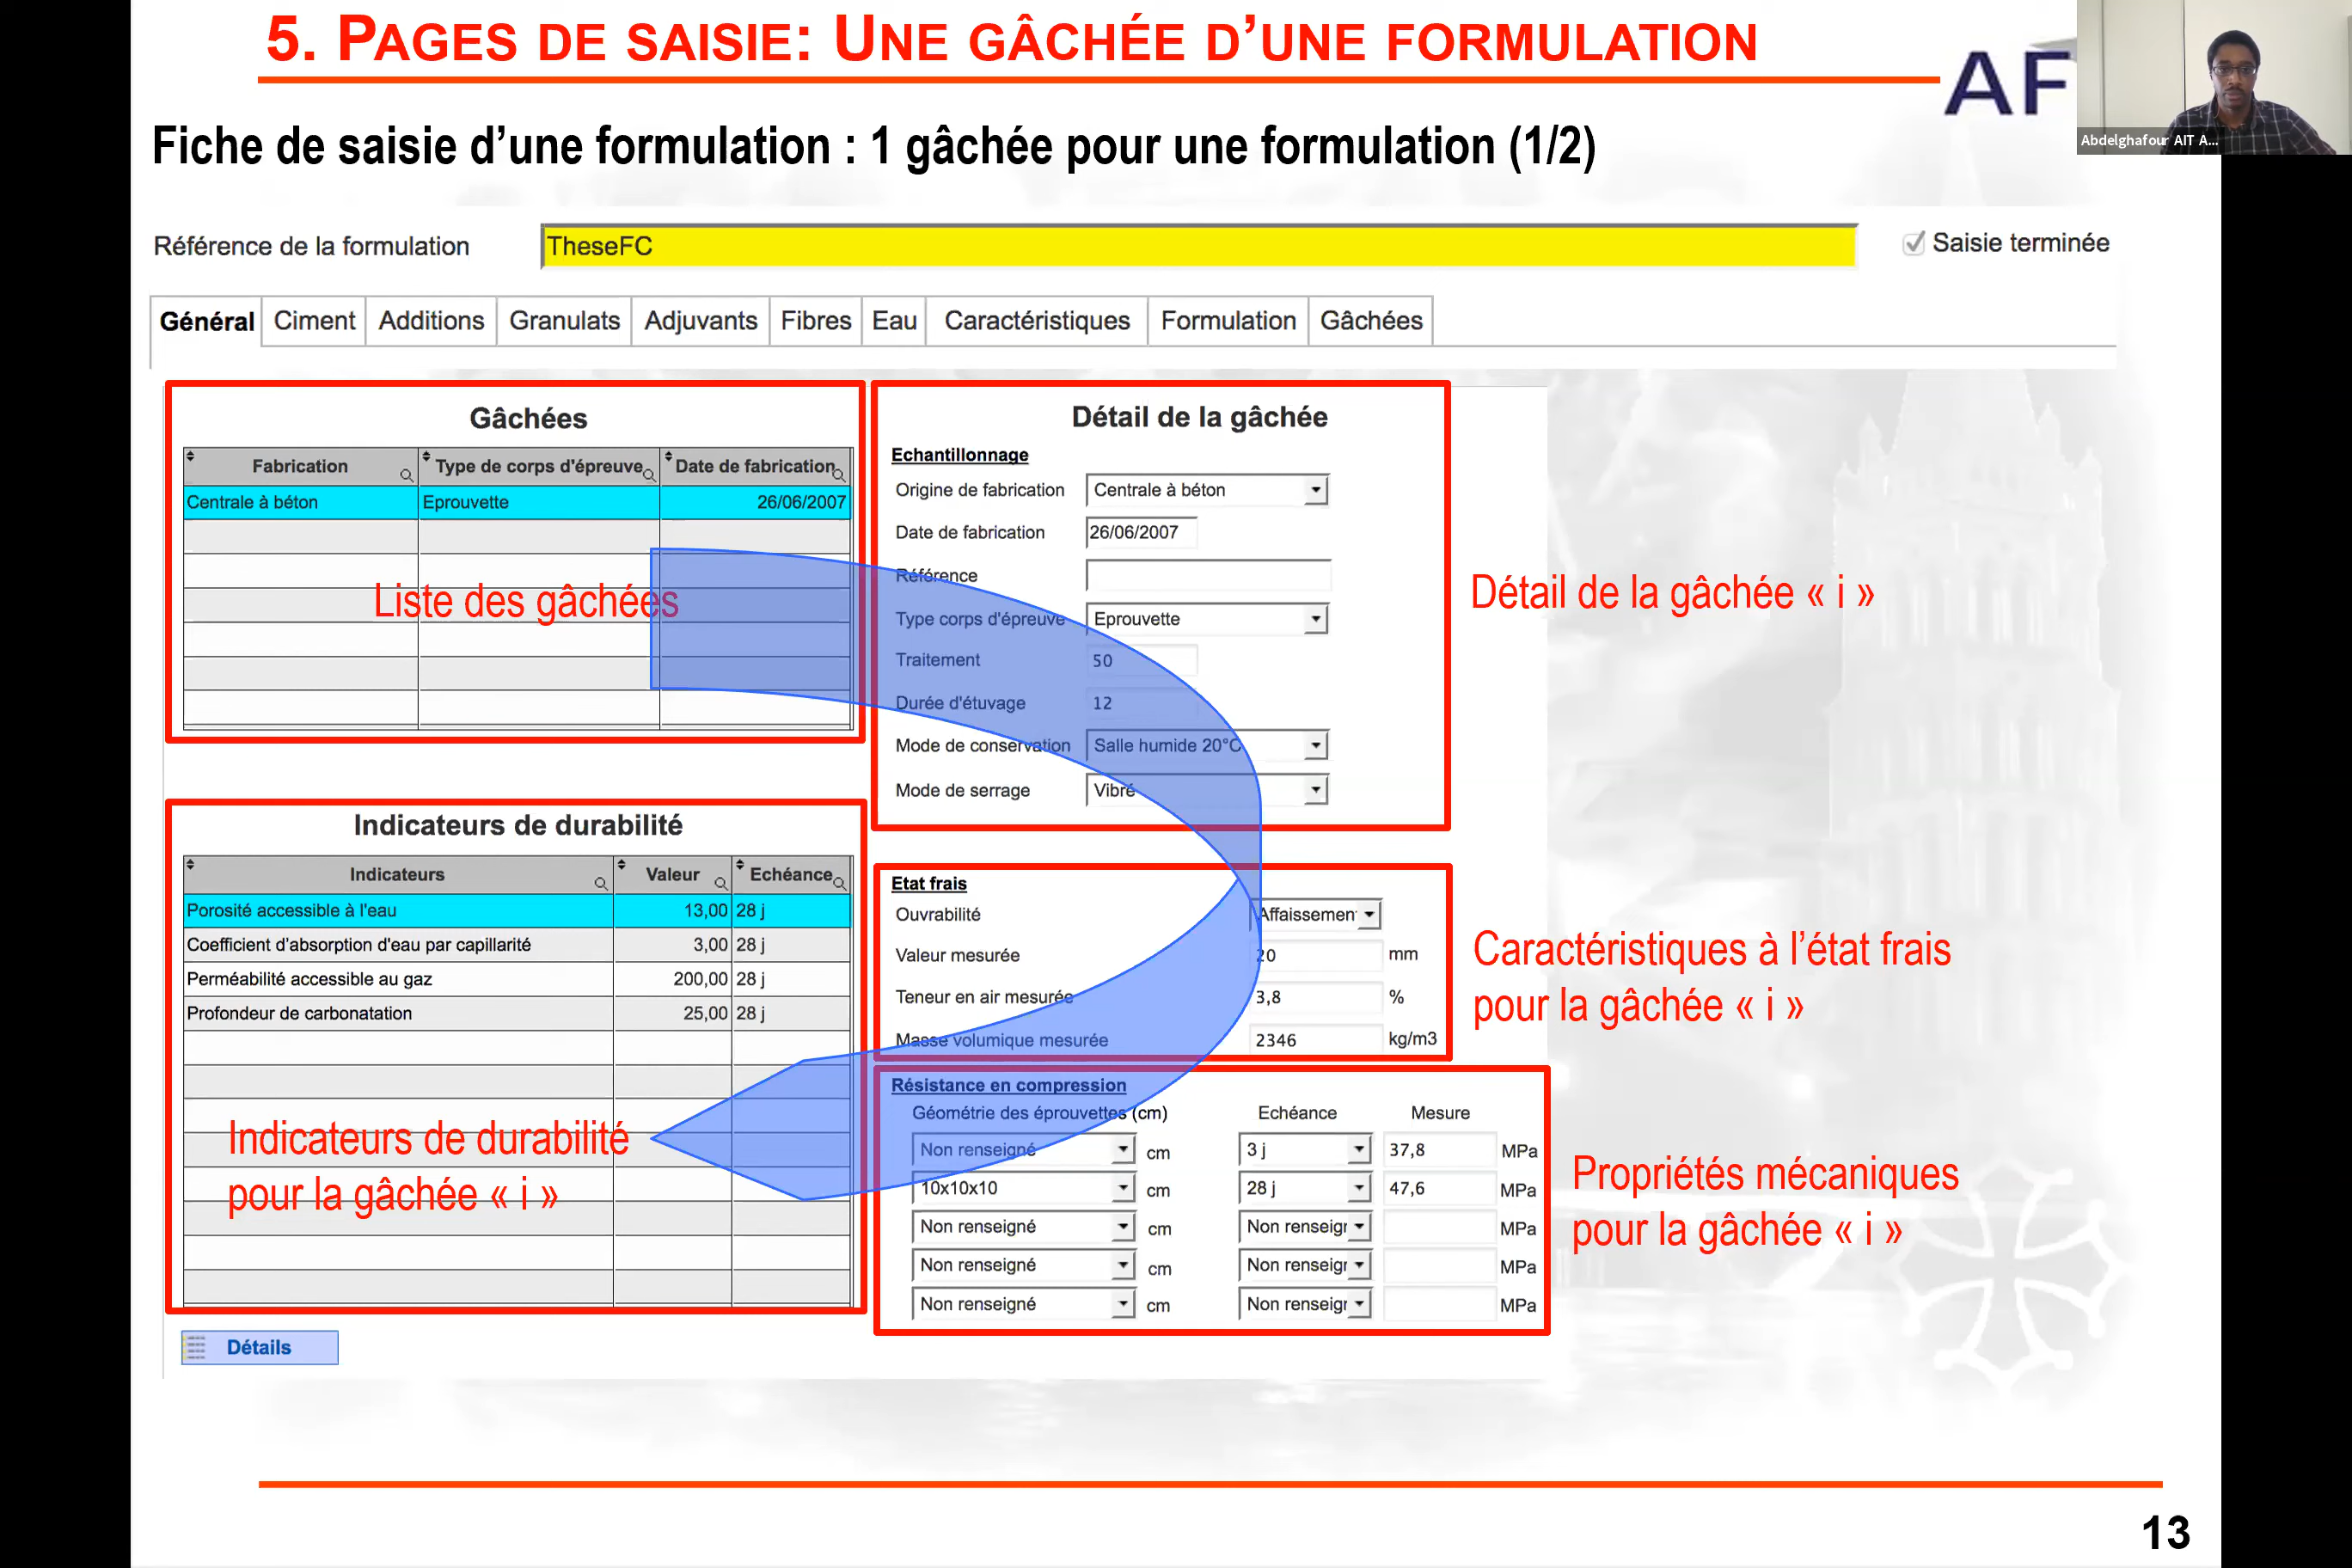 5. PAGES DE SAISIE: UNE GÂCHÉE D’UNE FORMULATION
AF
Abdelghafour AIT A...
Fiche de saisie d’une formulation : 1 gâchée pour une formulation (1/2)
Référence de la formulation TheseFC Saisie terminée
Général Ciment Additions Granulats Adjuvants Fibres Eau Caractéristiques Formulation Gâchées
Gâchées
Fabrication Type de corps d'épreuve Date de fabrication
Centrale à béton Eprouvette 26/06/2007
Liste des gâchées
Détail de la gâchée
Echantillonnage
Origine de fabrication Centrale à béton
Date de fabrication 26/06/2007
Référence
Type corps d'épreuve Eprouvette
Traitement 50
Durée d'étuvage 12
Mode de conservation Salle humide 20°C
Mode de serrage Vibré
Détail de la gâchée « i »
Indicateurs de durabilité
Indicateurs Valeur Echéance
Porosité accessible à l'eau 13,00 28 j
Coefficient d'absorption d'eau par capillarité 3,00 28 j
Perméabilité accessible au gaz 200,00 28 j
Profondeur de carbonatation 25,00 28 j
Indicateurs de durabilité
pour la gâchée « i »
Détails
Etat frais
Ouvrabilité Affaissemen
Valeur mesurée 20 mm
Teneur en air mesurée 3,8 %
Masse volumique mesurée 2346 kg/m3
Caractéristiques à l’état frais
pour la gâchée « i »
Résistance en compression
Géométrie des éprouvettes (cm) Echéance Mesure
Non renseigné cm 3 j 37,8 MPa
10x10x10 cm 28 j 47,6 MPa
Non renseigné cm Non renseigr MPa
Non renseigné cm Non renseigr MPa
Non renseigné cm Non renseigr MPa
Propriétés mécaniques
pour la gâchée « i »
13